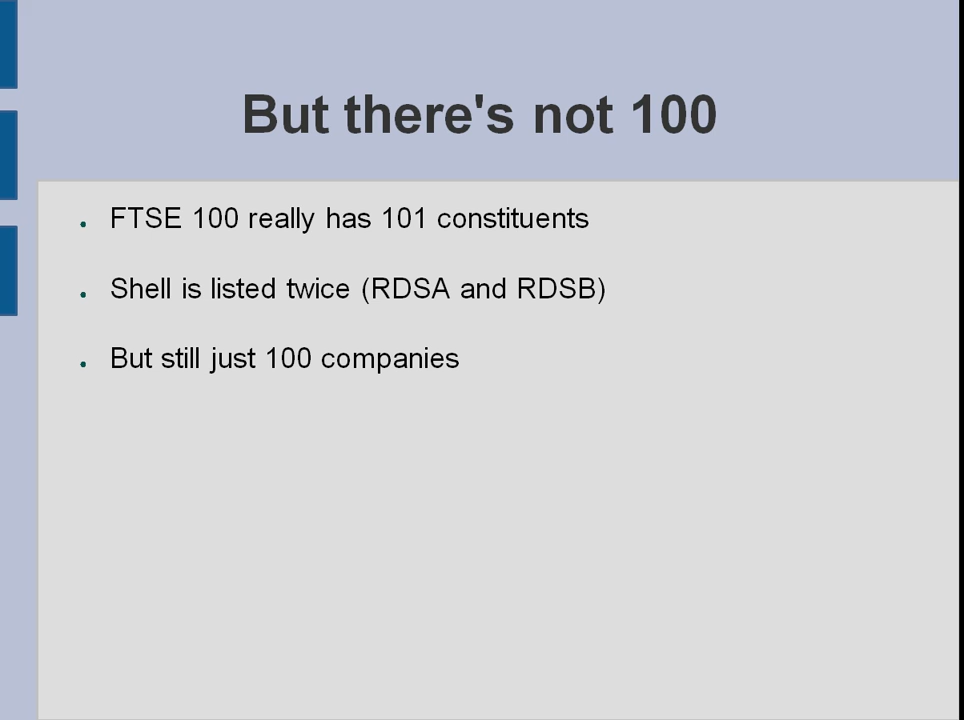 But there's not 100
FTSE 100 really has 101 constituents
Shell is listed twice (RDSA and RDSB)
But still just 100 companies